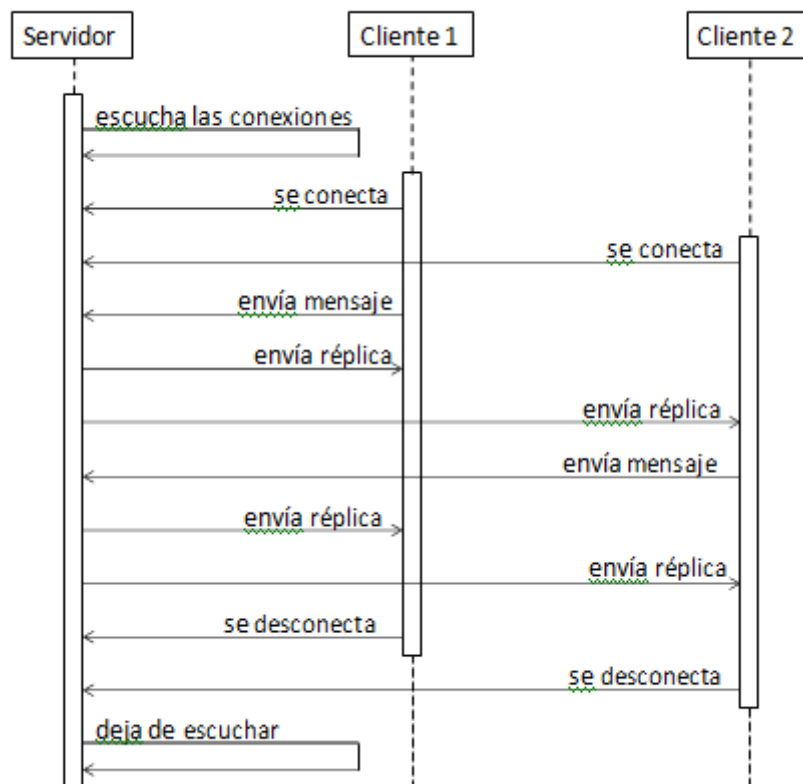 Servidor
Cliente 1
Cliente 2
escucha las conexiones
se conecta
se conecta
envía mensaje
envía réplica
envía réplica
envía mensaje
envía réplica
envía réplica
se desconecta
se desconecta
deja de escuchar